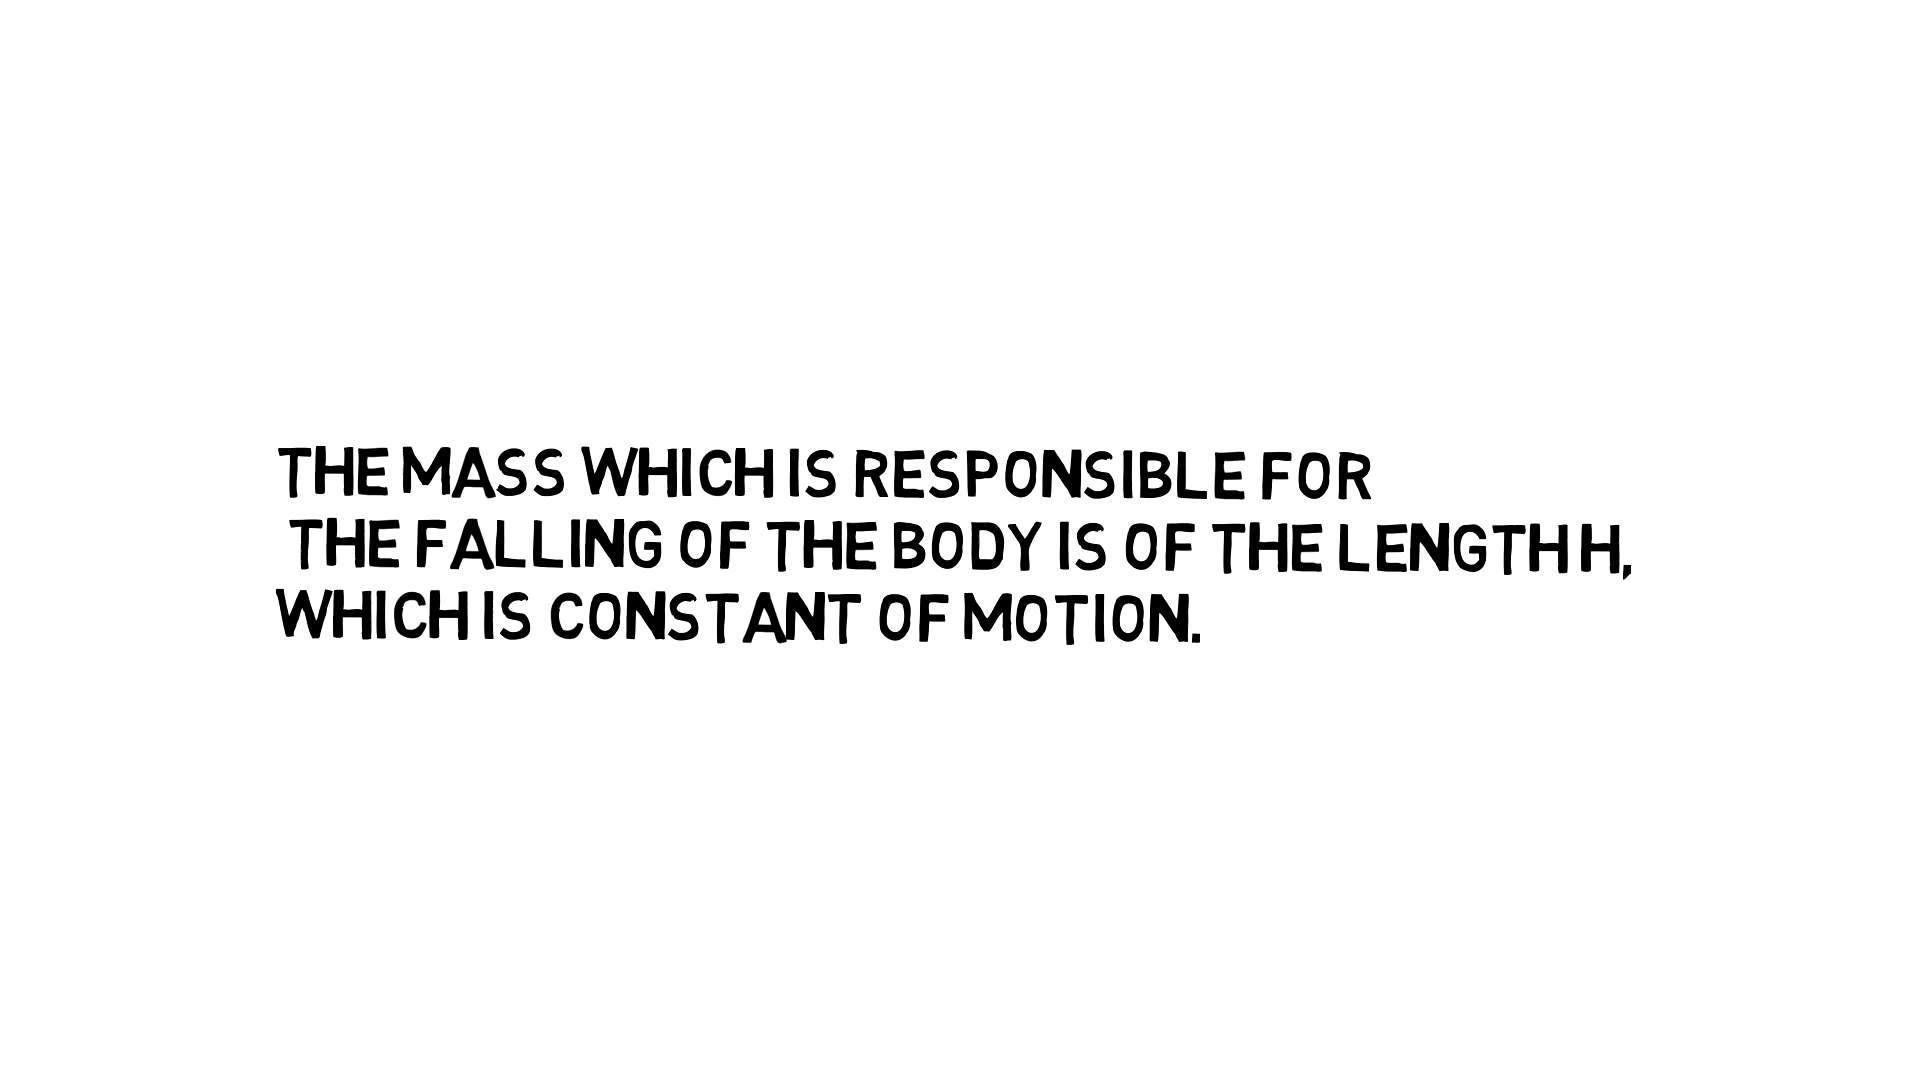 THE MASS WHICH IS RESPONSIBLE FOR
THE FALLING OF THE BODY IS OF THE LENGTH H,
WHICH IS CONSTANT OF MOTION.